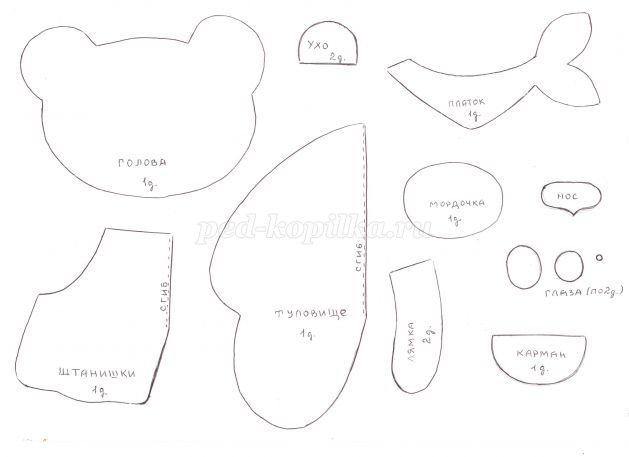 УХО
2д.
ПЛАТОК
1д.
ГОЛОВА
1д.
МОРДОЧКА
1д.
НОС
ped-kopilka.ru
СГИБ
СГИБ
ГЛАЗА (ПО 2д.)
ТУЛОВИЩЕ
1д.
ЛЯМКА
2д.
КАРМАН
1д.
ШТАНИШКИ
1д.